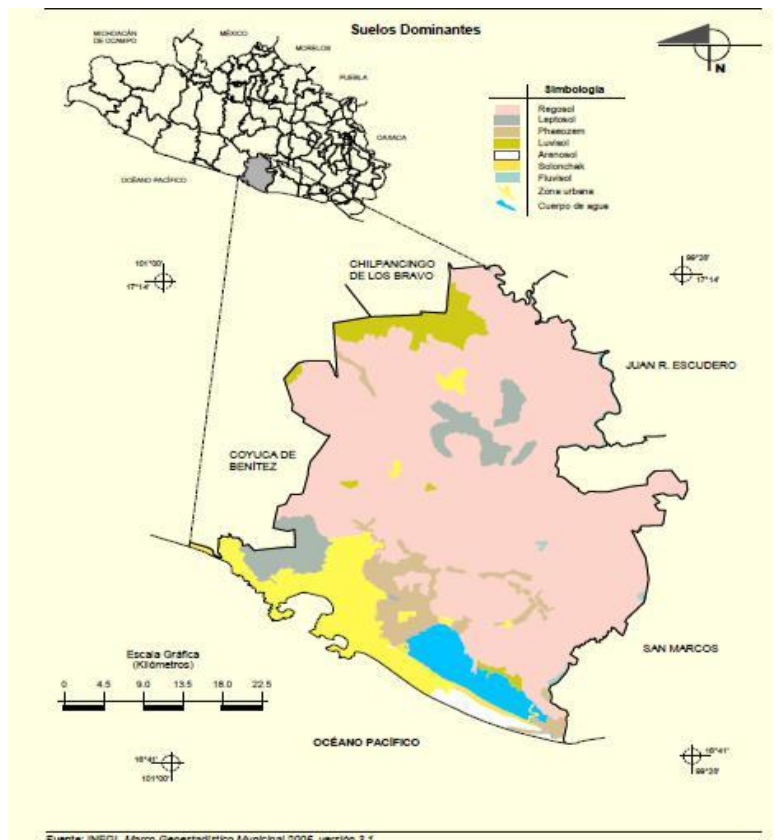 Suelos Dominantes
MICHOACÁN
DE OCAMPO
MÉXICO
MORELOS
PUEBLA
OAXACA
OCÉANO PACÍFICO
N
Simbología
Regosol
Leptosol
Phaeozem
Luvisol
Arenosol
Solonchak
Fluvisol
Zona urbana
Cuerpo de agua
101°00'
17°14'
CHILPANCINGO
DE LOS BRAVO
99°28'
17°14'
JUAN R. ESCUDERO
COYUCA DE
BENÍTEZ
SAN MARCOS
Escala Gráfica
(Kilómetros)
0 4.5 9.0 13.5 18.0 22.5
OCÉANO PACÍFICO
16°41'
101°00'
16°41'
99°28'
Fuente: INEGI. Marco Geoestadístico Municipal 2005, versión 3.1.